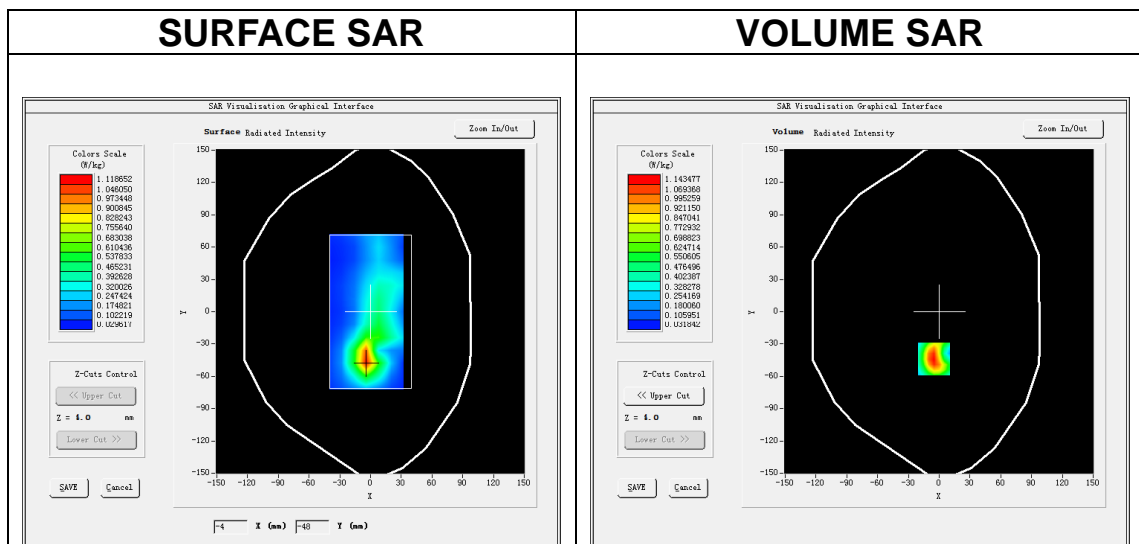 SURFACE SAR
SAR Visualisation Graphical Interface
Surface Radiated Intensity
Zoom In/Out
Colors Scale
(W/kg)
1.118652
1.046050
0.973448
0.900845
0.828243
0.755640
0.683038
0.610436
0.537833
0.465231
0.392628
0.320026
0.247424
0.174821
0.102219
0.029617
150
120
90
60
30
0
-30
-60
-90
-120
-150
Y
-150 -120 -90 -60 -30 0 30 60 90 120 150
X
Z-Cuts Control
<< Upper Cut
Z = 4.0 mm
Lower Cut >>
SAVE Cancel
-4 X (mm) -48 Y (mm)
VOLUME SAR
SAR Visualisation Graphical Interface
Volume Radiated Intensity
Zoom In/Out
Colors Scale
(W/kg)
1.143477
1.069368
0.995259
0.921150
0.847041
0.772932
0.698823
0.624714
0.550605
0.476496
0.402387
0.328278
0.254169
0.180060
0.105951
0.031842
150
120
90
60
30
0
-30
-60
-90
-120
-150
Y
-150 -120 -90 -60 -30 0 30 60 90 120 150
X
Z-Cuts Control
<< Upper Cut
Z = 4.0 mm
Lower Cut >>
SAVE Cancel